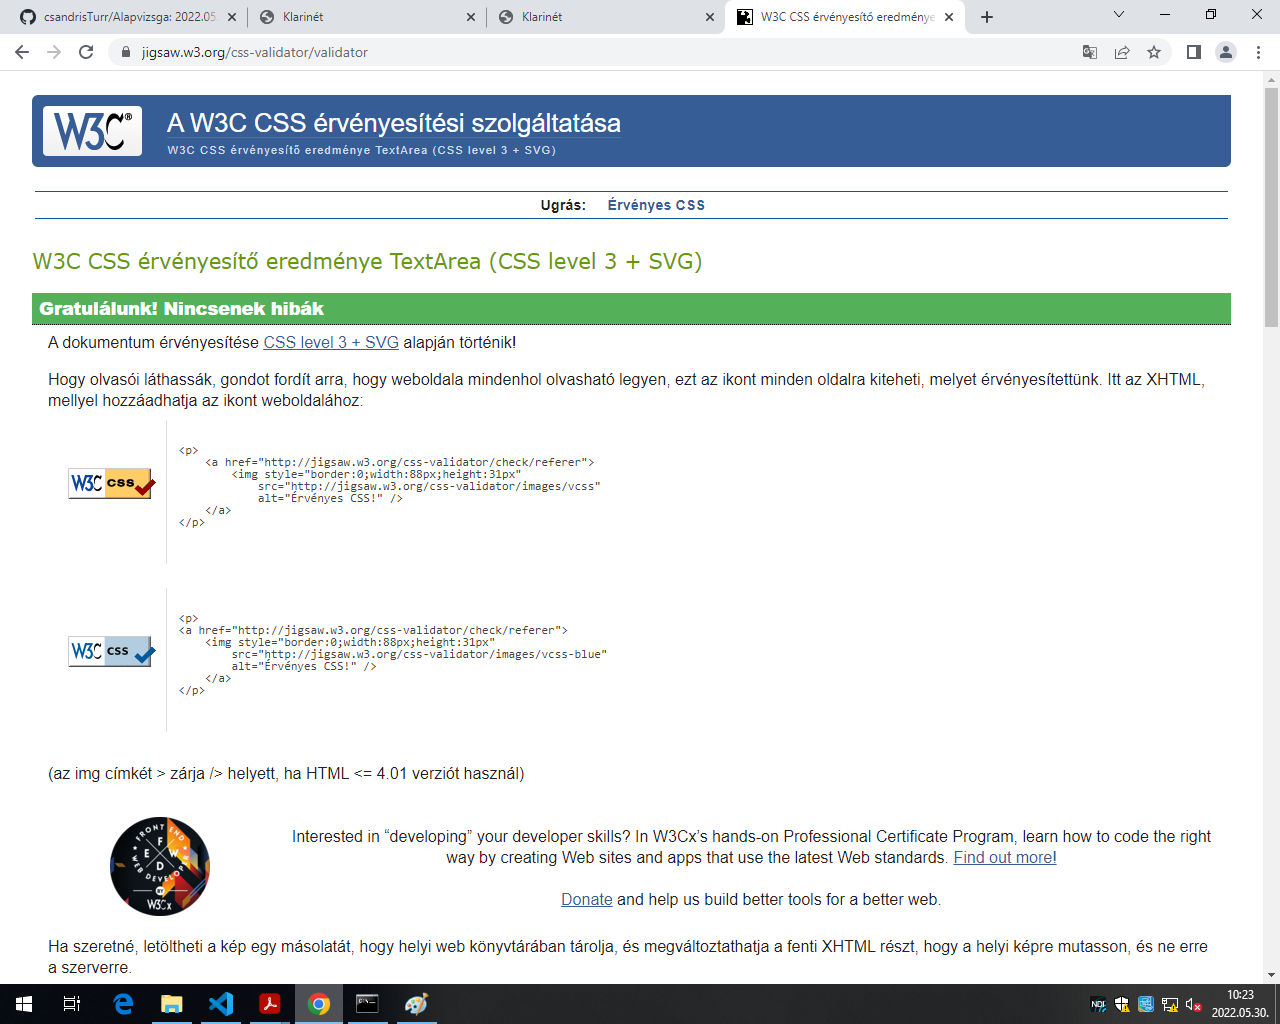 csandrisTurr/Alapvizsga: 2022.05
Klarinét
Klarinét
W3C CSS érvényesítő eredménye
jigsaw.w3.org/css-validator/validator
W3C®
A W3C CSS érvényesítési szolgáltatása
W3C CSS érvényesítő eredménye TextArea (CSS level 3 + SVG)
Ugrás: Érvényes CSS
W3C CSS érvényesítő eredménye TextArea (CSS level 3 + SVG)
Gratulálunk! Nincsenek hibák
A dokumentum érvényesítése CSS level 3 + SVG alapján történik!
Hogy olvasói láthassák, gondot fordít arra, hogy weboldala mindenhol olvasható legyen, ezt az ikont minden oldalra kiteheti, melyet érvényesítettünk. Itt az XHTML,
mellyel hozzáadhatja az ikont weboldalához:
W3C css
<p>
<a href="http://jigsaw.w3.org/css-validator/check/referer">
<img style="border:0;width:88px;height:31px"
src="http://jigsaw.w3.org/css-validator/images/vcss"
alt="Érvényes CSS!" />
</a>
</p>
W3C css
<p>
<a href="http://jigsaw.w3.org/css-validator/check/referer">
<img style="border:0;width:88px;height:31px"
src="http://jigsaw.w3.org/css-validator/images/vcss-blue"
alt="Érvényes CSS!" />
</a>
</p>
(az img címkét > zárja /> helyett, ha HTML <= 4.01 verziót használ)
FRONT END
WEB DEVELOPER
F E W D
BY
W3Cx
Interested in “developing” your developer skills? In W3Cx’s hands-on Professional Certificate Program, learn how to code the right
way by creating Web sites and apps that use the latest Web standards. Find out more!
Donate and help us build better tools for a better web.
Ha szeretné, letöltheti a kép egy másolatát, hogy helyi web könyvtárában tárolja, és megváltoztathatja a fenti XHTML részt, hogy a helyi képre mutasson, és ne erre
a szerverre.
10:23
2022.05.30.